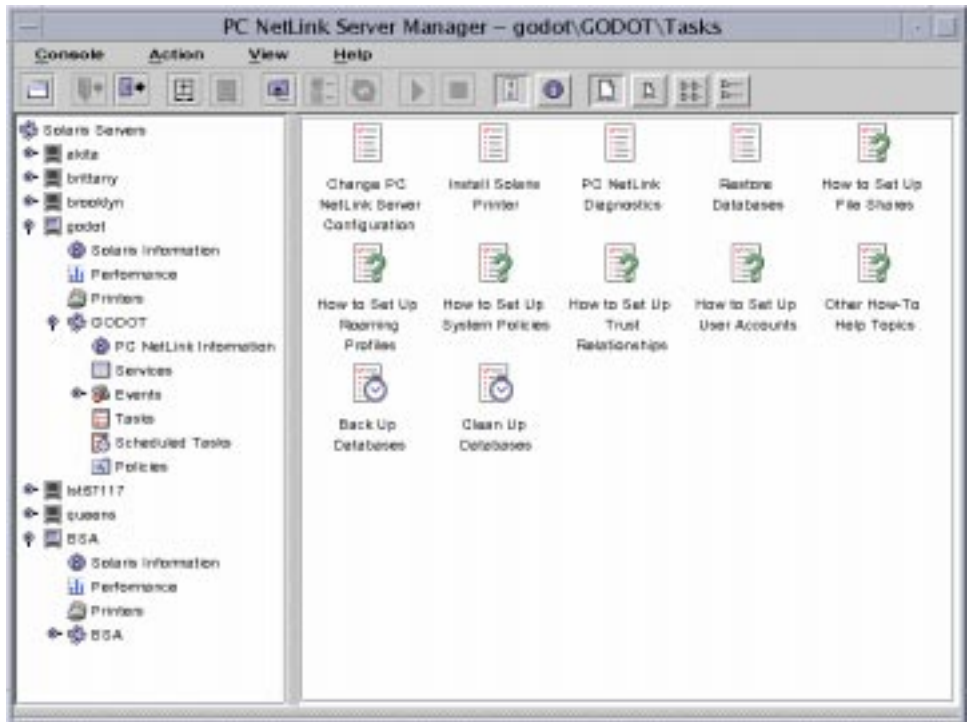 PC NetLink Server Manager – godot\GODOT\Tasks
Console Action View Help
Solaris Servers
akita
brittany
brooklyn
godot
Solaris Information
Performance
Printers
GODOT
PC NetLink Information
Services
Events
Tasks
Scheduled Tasks
Policies
lst67117
queens
BSA
Solaris Information
Performance
Printers
BSA
Change PC
NetLink Server
Configuration
Install Solaris
Printer
PC NetLink
Diagnostics
Restore
Databases
How to Set Up
File Shares
How to Set Up
Roaming
Profiles
How to Set Up
System Policies
How to Set Up
Trust
Relationships
How to Set Up
User Accounts
Other How-To
Help Topics
Back Up
Databases
Clean Up
Databases